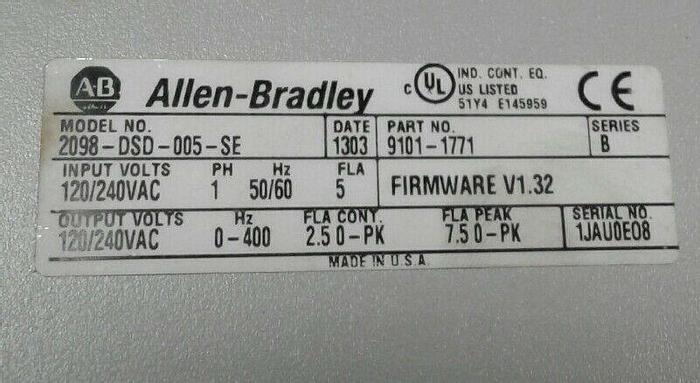 AB
Allen-Bradley
C UL IND. CONT. EQ.
US LISTED
51Y4 E145959
CE
MODEL NO. DATE PART NO. SERIES
2098-DSD-005-SE 1303 9101-1771 B
INPUT VOLTS PH Hz FLA
120/240VAC 1 50/60 5 FIRMWARE V1.32
OUTPUT VOLTS Hz FLA CONT. FLA PEAK SERIAL NO.
120/240VAC 0-400 2.5 0-PK 7.5 0-PK 1JAU0E08
MADE IN U.S.A.